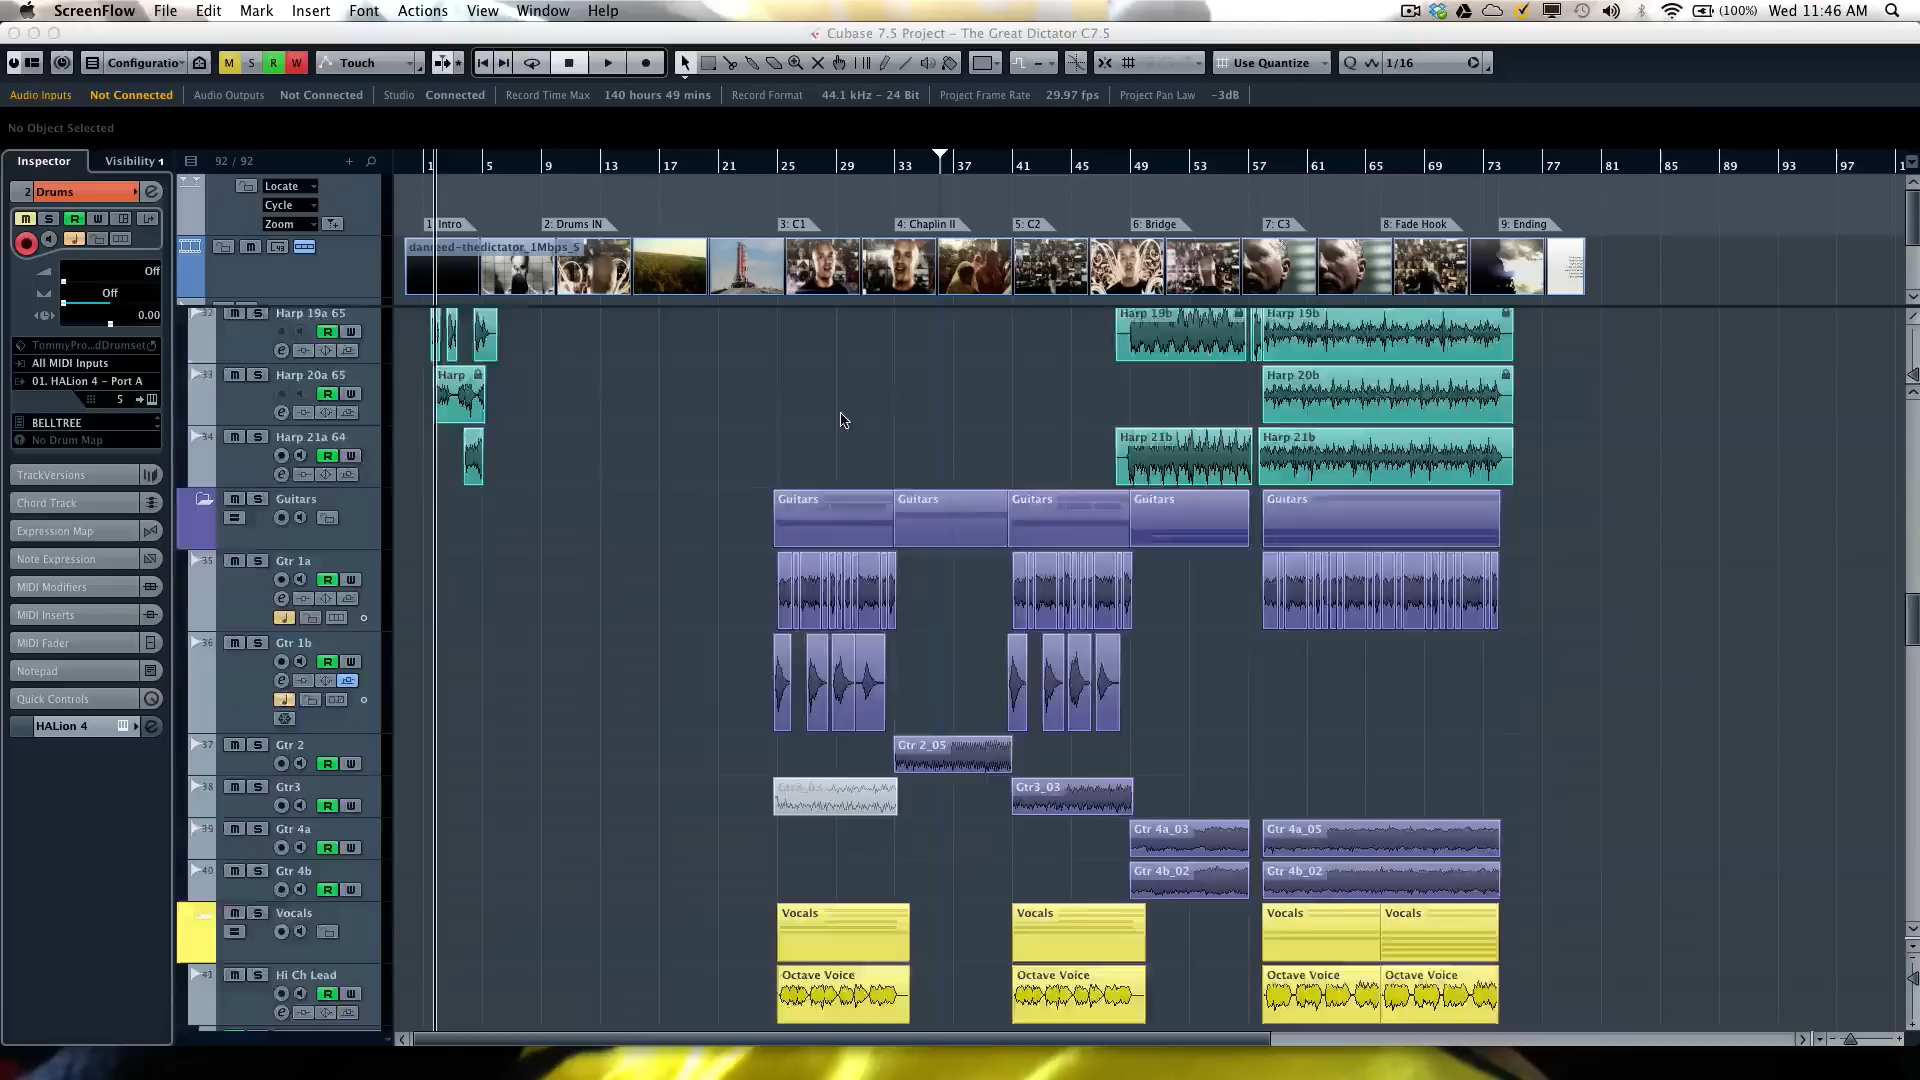 ScreenFlow File Edit Mark Insert Font Actions View Window Help (100%) Wed 11:46 AM
Cubase 7.5 Project - The Great Dictator C7.5
Configuratio M S R W Touch Use Quantize Q 1/16
Audio Inputs Not Connected Audio Outputs Not Connected Studio Connected Record Time Max 140 hours 49 mins Record Format 44.1 kHz - 24 Bit Project Frame Rate 29.97 fps Project Pan Law -3dB
No Object Selected
Inspector Visibility 92 / 92
1 5 9 13 17 21 25 29 33 37 41 45 49 53 57 61 65 69 73 77 81 85 89 93 97 1
2 Drums
Locate
Cycle
Zoom
1: Intro 2: Drums IN 3: C1 4: Chaplin II 5: C2 6: Bridge 7: C3 8: Fade Hook 9: Ending
M S R W
danreed-thedictator_1Mbps_S
Off
Off
0.00
TommyPro...dDrumset
All MIDI Inputs
01. HALion 4 - Port A
5
BELLTREE
No Drum Map
TrackVersions
Chord Track
Expression Map
Note Expression
MIDI Modifiers
MIDI Inserts
MIDI Fader
Notepad
Quick Controls
HALion 4
32 Harp 19a 65 R W
Harp 19b Harp 19b
33 m S Harp 20a 65 R W
Harp Harp 20b
34 m S Harp 21a 64 R W
Harp 21b Harp 21b
m S Guitars
Guitars Guitars Guitars Guitars Guitars
35 m S Gtr 1a R W
36 m S Gtr 1b R W
37 m S Gtr 2 R W
Gtr 2_05
38 m S Gtr3 R W
Gtr3_03 Gtr3_03
39 m S Gtr 4a R W
Gtr 4a_03 Gtr 4a_05
40 m S Gtr 4b R W
Gtr 4b_02 Gtr 4b_02
m S Vocals
Vocals Vocals Vocals Vocals
41 m S Hi Ch Lead R W
Octave Voice Octave Voice Octave Voice Octave Voice